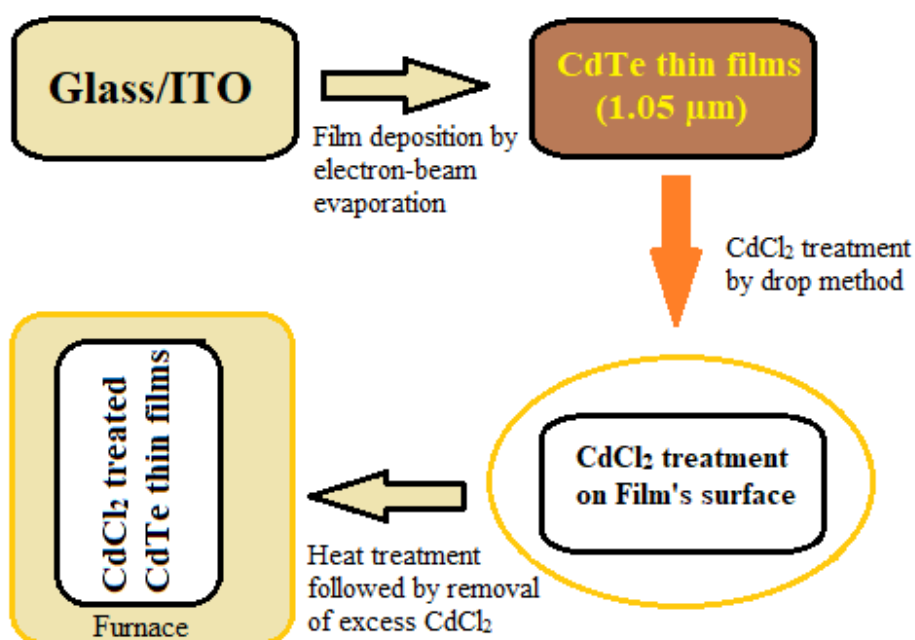 Glass/ITO
Film deposition by
electron-beam
evaporation
CdTe thin films
(1.05 μm)
CdCl₂ treatment
by drop method
CdCl₂ treatment
on Film's surface
Heat treatment
followed by removal
of excess CdCl₂
CdCl₂ treated
CdTe thin films
Furnace